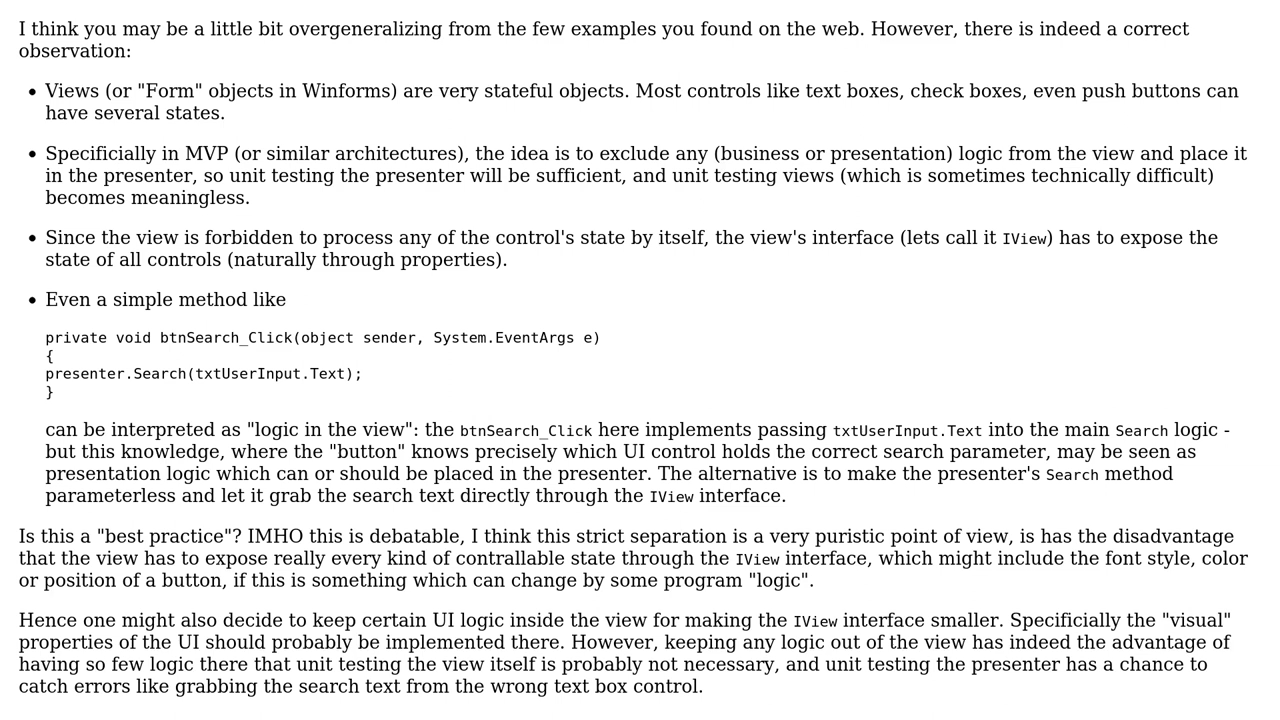 I think you may be a little bit overgeneralizing from the few examples you found on the web. However, there is indeed a correct
observation:
• Views (or "Form" objects in Winforms) are very stateful objects. Most controls like text boxes, check boxes, even push buttons can
have several states.
• Specificially in MVP (or similar architectures), the idea is to exclude any (business or presentation) logic from the view and place it
in the presenter, so unit testing the presenter will be sufficient, and unit testing views (which is sometimes technically difficult)
becomes meaningless.
• Since the view is forbidden to process any of the control's state by itself, the view's interface (lets call it IView) has to expose the
state of all controls (naturally through properties).
• Even a simple method like
private void btnSearch_Click(object sender, System.EventArgs e)
{
presenter.Search(txtUserInput.Text);
}
can be interpreted as "logic in the view": the btnSearch_Click here implements passing txtUserInput.Text into the main Search logic -
but this knowledge, where the "button" knows precisely which UI control holds the correct search parameter, may be seen as
presentation logic which can or should be placed in the presenter. The alternative is to make the presenter's Search method
parameterless and let it grab the search text directly through the IView interface.
Is this a "best practice"? IMHO this is debatable, I think this strict separation is a very puristic point of view, is has the disadvantage
that the view has to expose really every kind of contrallable state through the IView interface, which might include the font style, color
or position of a button, if this is something which can change by some program "logic".
Hence one might also decide to keep certain UI logic inside the view for making the IView interface smaller. Specificially the "visual"
properties of the UI should probably be implemented there. However, keeping any logic out of the view has indeed the advantage of
having so few logic there that unit testing the view itself is probably not necessary, and unit testing the presenter has a chance to
catch errors like grabbing the search text from the wrong text box control.